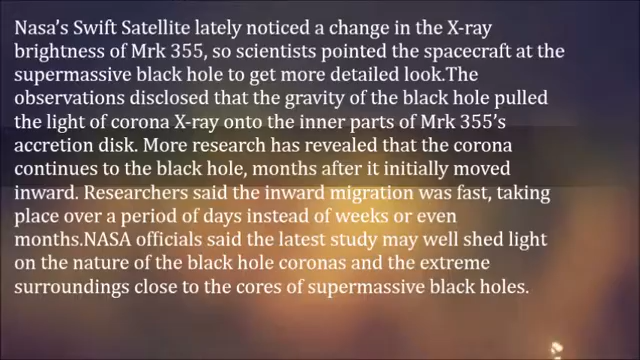 Nasa's Swift Satellite lately noticed a change in the X-ray
brightness of Mrk 355, so scientists pointed the spacecraft at the
supermassive black hole to get more detailed look.The
observations disclosed that the gravity of the black hole pulled
the light of corona X-ray onto the inner parts of Mrk 355's
accretion disk. More research has revealed that the corona
continues to the black hole, months after it initially moved
inward. Researchers said the inward migration was fast, taking
place over a period of days instead of weeks or even
months.NASA officials said the latest study may well shed light
on the nature of the black hole coronas and the extreme
surroundings close to the cores of supermassive black holes.